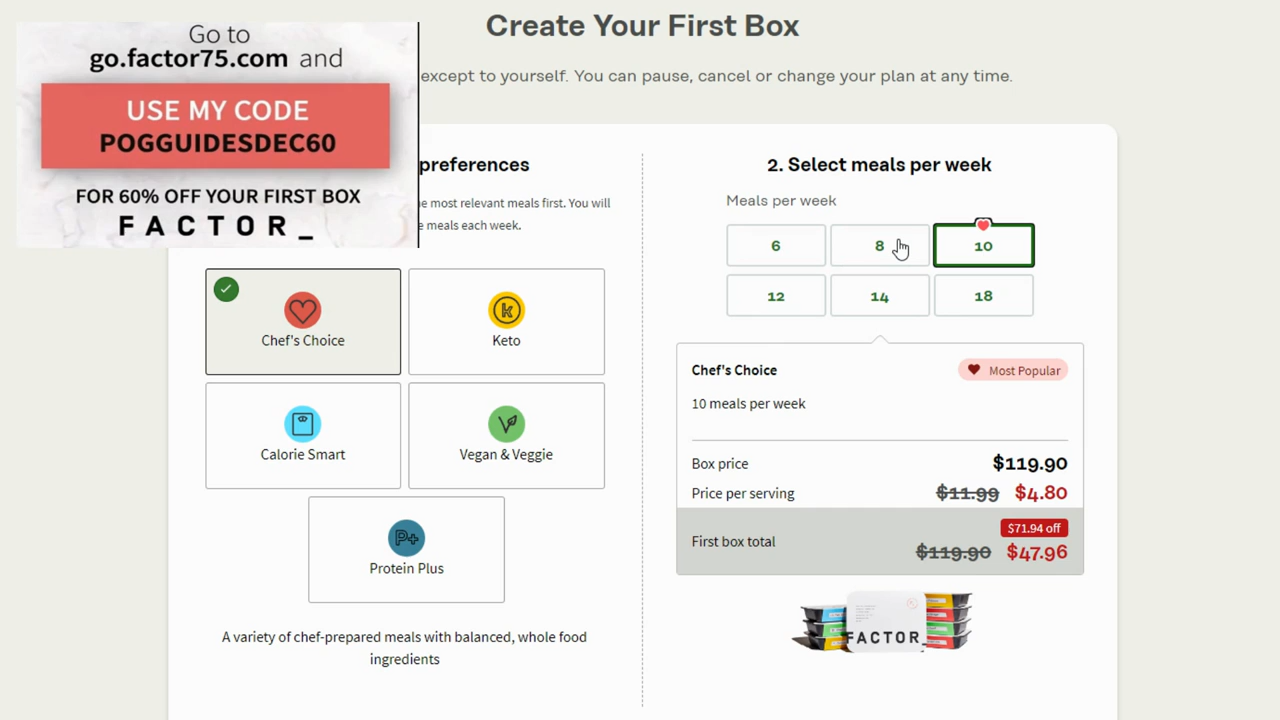 Create Your First Box
Go to
go.factor75.com and
USE MY CODE
POGGUIDESDEC60
FOR 60% OFF YOUR FIRST BOX
FACTOR_
except to yourself. You can pause, cancel or change your plan at any time.
preferences
most relevant meals first. You will
meals each week.
Chef's Choice
Keto
Calorie Smart
Vegan & Veggie
P+
Protein Plus
A variety of chef-prepared meals with balanced, whole food
ingredients
2. Select meals per week
Meals per week
6
8
10
12
14
18
Chef's Choice
Most Popular
10 meals per week
Box price
$119.90
Price per serving
$11.99 $4.80
$71.94 off
First box total
$119.90 $47.96
FACTOR_